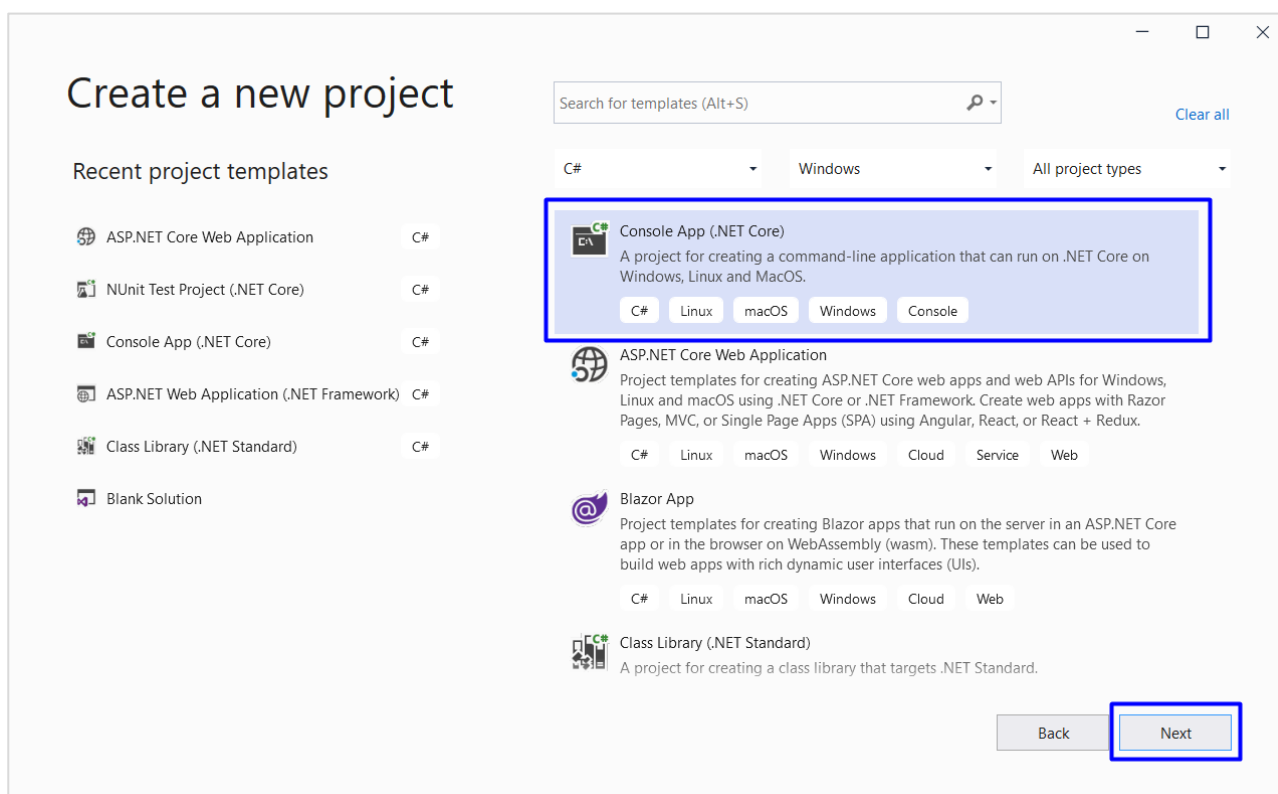 Create a new project
Recent project templates
ASP.NET Core Web Application C#
NUnit Test Project (.NET Core) C#
Console App (.NET Core) C#
ASP.NET Web Application (.NET Framework) C#
Class Library (.NET Standard) C#
Blank Solution
Search for templates (Alt+S)
Clear all
C# Windows All project types
C#
C:\
Console App (.NET Core)
A project for creating a command-line application that can run on .NET Core on
Windows, Linux and MacOS.
C# Linux macOS Windows Console
ASP.NET Core Web Application
Project templates for creating ASP.NET Core web apps and web APIs for Windows,
Linux and macOS using .NET Core or .NET Framework. Create web apps with Razor
Pages, MVC, or Single Page Apps (SPA) using Angular, React, or React + Redux.
C# Linux macOS Windows Cloud Service Web
@
Blazor App
Project templates for creating Blazor apps that run on the server in an ASP.NET Core
app or in the browser on WebAssembly (wasm). These templates can be used to
build web apps with rich dynamic user interfaces (UIs).
C# Linux macOS Windows Cloud Web
C#
Class Library (.NET Standard)
A project for creating a class library that targets .NET Standard.
Back Next